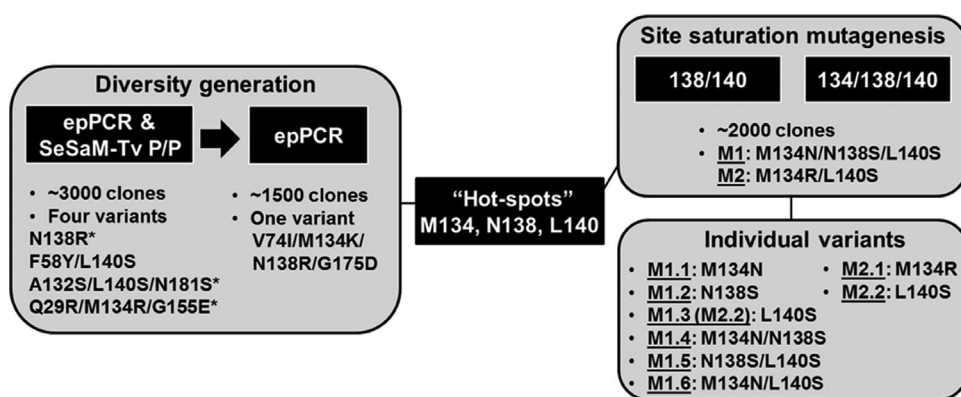 Diversity generation
epPCR &
SeSaM-Tv P/P
epPCR
• ~3000 clones
• Four variants
N138R*
F58Y/L140S
A132S/L140S/N181S*
Q29R/M134R/G155E*
• ~1500 clones
• One variant
V74I/M134K/
N138R/G175D
“Hot-spots”
M134, N138, L140
Site saturation mutagenesis
138/140
134/138/140
• ~2000 clones
• M1: M134N/N138S/L140S
M2: M134R/L140S
Individual variants
• M1.1: M134N
• M1.2: N138S
• M1.3 (M2.2): L140S
• M1.4: M134N/N138S
• M1.5: N138S/L140S
• M1.6: M134N/L140S
• M2.1: M134R
• M2.2: L140S